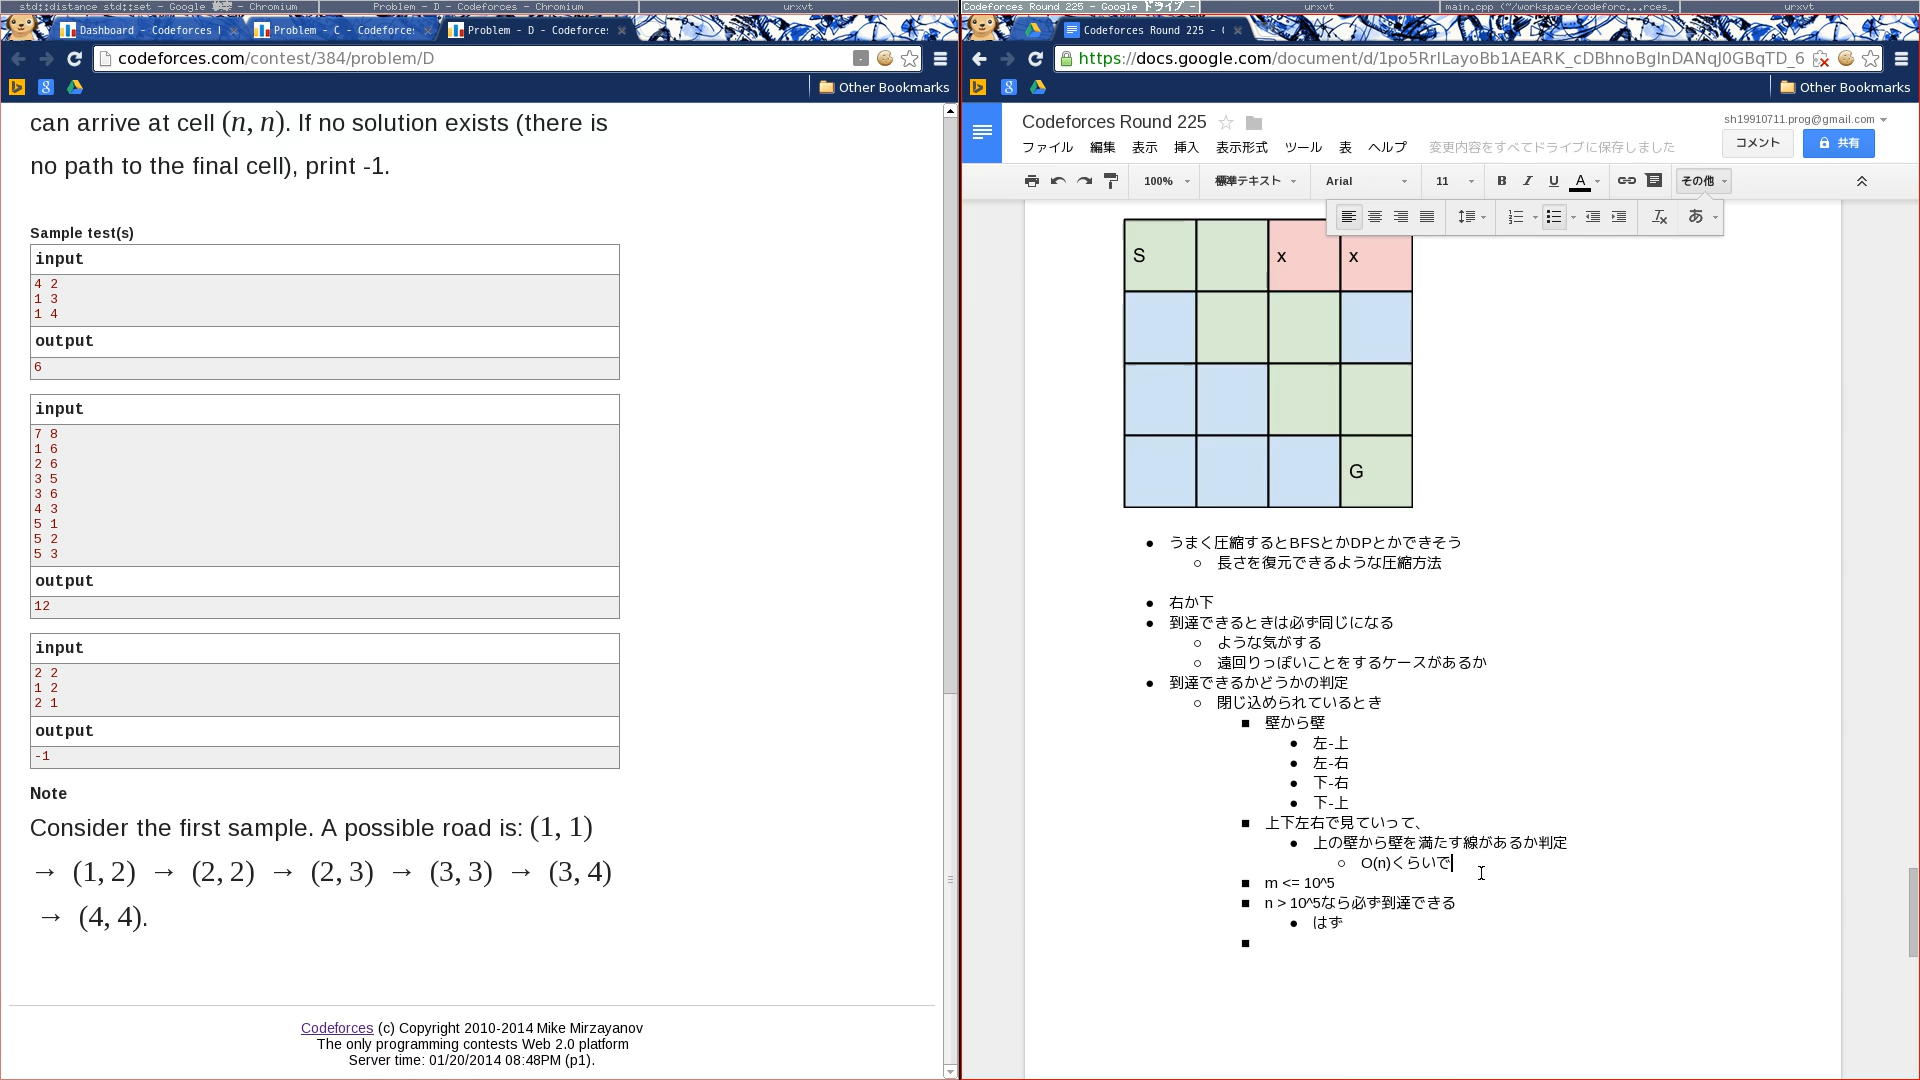 std::distance std::set - Google 検索 - Chromium
Problem - D - Codeforces - Chromium
urxvt
Codeforces Round 225 - Google ドライブ -
urxvt
main.cpp (~/workspace/codeforc...rces_
urxvt
Dashboard - Codeforces
Problem - C - Codeforces
Problem - D - Codeforces
codeforces.com/contest/384/problem/D
Other Bookmarks
can arrive at cell (n, n). If no solution exists (there is
no path to the final cell), print -1.
Sample test(s)
input
4 2
1 3
1 4
output
6
input
7 8
1 6
2 6
3 5
3 6
4 3
5 1
5 2
5 3
output
12
input
2 2
1 2
2 1
output
-1
Note
Consider the first sample. A possible road is: (1, 1)
→ (1, 2) → (2, 2) → (2, 3) → (3, 3) → (3, 4)
→ (4, 4).
Codeforces (c) Copyright 2010-2014 Mike Mirzayanov
The only programming contests Web 2.0 platform
Server time: 01/20/2014 08:48PM (p1).
Codeforces Round 225 - (
https://docs.google.com/document/d/1po5RrlLayoBb1AEARK_cDBhnoBgInDANqJ0GBqTD_6
Other Bookmarks
Codeforces Round 225
sh19910711.prog@gmail.com
コメント
共有
ファイル 編集 表示 挿入 表示形式 ツール 表 ヘルプ 変更内容をすべてドライブに保存しました
100% 標準テキスト Arial 11 B I U A その他
あ
S x x
G
● うまく圧縮するとBFSとかDPとかできそう
○ 長さを復元できるような圧縮方法
● 右か下
● 到達できるときは必ず同じになる
○ ような気がする
○ 遠回りっぽいことをするケースがあるか
● 到達できるかどうかの判定
○ 閉じ込められているとき
■ 壁から壁
● 左-上
● 左-右
● 下-右
● 下-上
■ 上下左右で見ていって、
● 上の壁から壁を満たす線があるか判定
○ O(n)くらいで
■ m <= 10^5
■ n > 10^5なら必ず到達できる
● はず
■